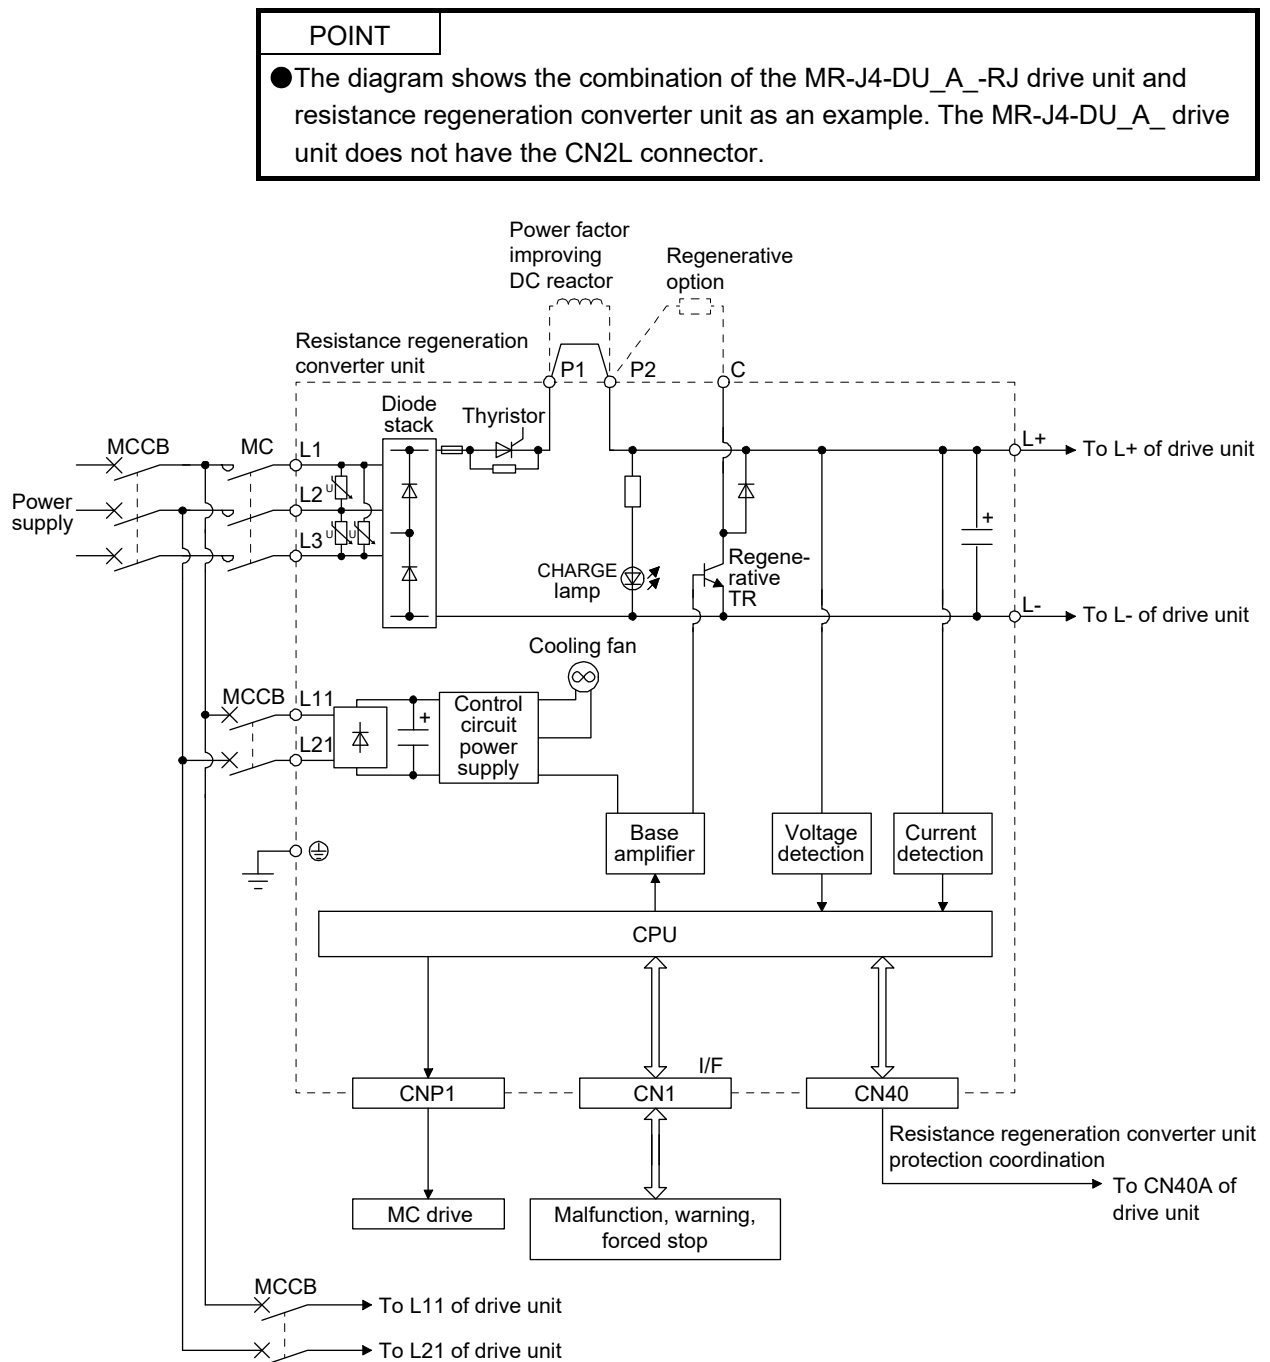 POINT
●The diagram shows the combination of the MR-J4-DU_A_-RJ drive unit and
resistance regeneration converter unit as an example. The MR-J4-DU_A_ drive
unit does not have the CN2L connector.
Power factor
improving
DC reactor
Regenerative
option
Resistance regeneration
converter unit
P1
P2
C
Diode
stack
Thyristor
MCCB
MC
L1
L+
To L+ of drive unit
Power
supply
L2
U
+
L3
U
U
CHARGE
lamp
Regene-
rative
TR
L-
To L- of drive unit
Cooling fan
MCCB
L11
+
Control
circuit
power
supply
L21
Base
amplifier
Voltage
detection
Current
detection
CPU
I/F
CNP1
CN1
CN40
Resistance regeneration converter unit
protection coordination
To CN40A of
drive unit
MC drive
Malfunction, warning,
forced stop
MCCB
To L11 of drive unit
To L21 of drive unit